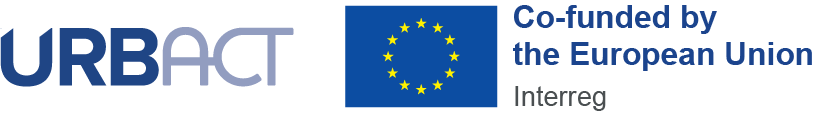 URBACT
Co-funded by
the European Union
Interreg